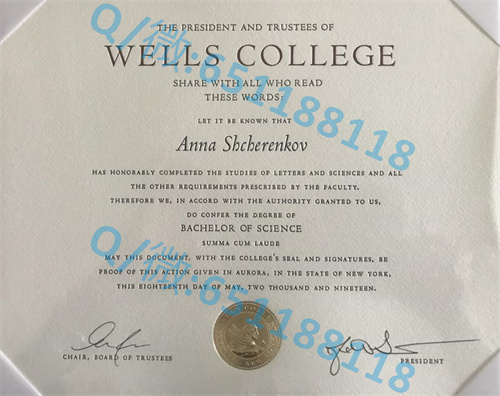 THE PRESIDENT AND TRUSTEES OF
WELLS COLLEGE
SHARE WITH ALL WHO READ
THESE WORDS:
LET IT BE KNOWN THAT
Anna Shcherenkov
HAS HONORABLY COMPLETED THE STUDIES OF LETTERS AND SCIENCES AND ALL
THE OTHER REQUIREMENTS PRESCRIBED BY THE FACULTY.
THEREFORE WE, IN ACCORD WITH THE AUTHORITY GRANTED TO US,
DO CONFER THE DEGREE OF
BACHELOR OF SCIENCE
SUMMA CUM LAUDE
MAY THIS DOCUMENT, WITH THE COLLEGE'S SEAL AND SIGNATURES, BE
PROOF OF THIS ACTION GIVEN IN AURORA, IN THE STATE OF NEW YORK,
THIS EIGHTEENTH DAY OF MAY, TWO THOUSAND AND NINETEEN.
CHAIR, BOARD OF TRUSTEES
PRESIDENT
Q/微:651188118
Q/微:651188118